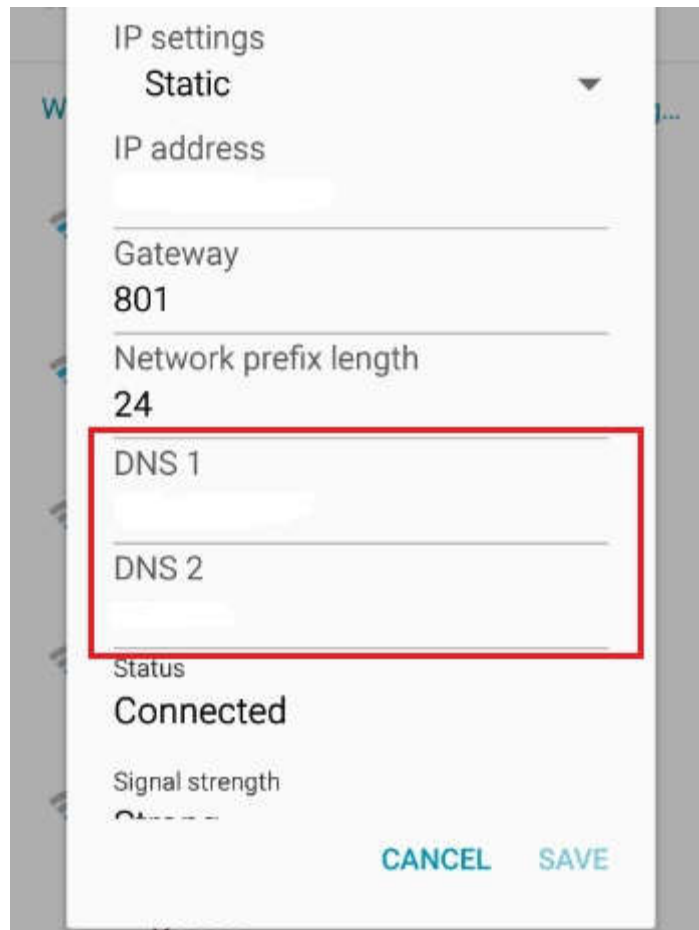 IP settings
Static
W
g...
IP address
Gateway
801
Network prefix length
24
DNS 1
DNS 2
Status
Connected
Signal strength
CANCEL SAVE